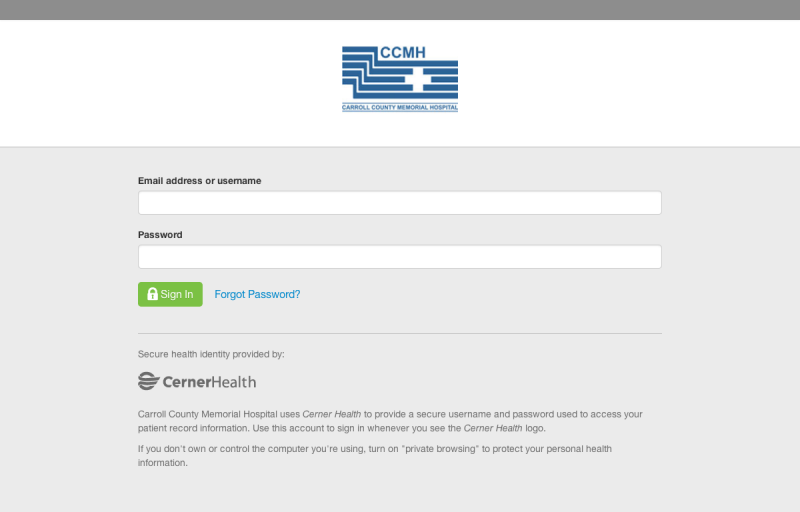 CCMH
CARROLL COUNTY MEMORIAL HOSPITAL
Email address or username
Password
Sign In Forgot Password?
Secure health identity provided by:
CernerHealth
Carroll County Memorial Hospital uses Cerner Health to provide a secure username and password used to access your
patient record information. Use this account to sign in whenever you see the Cerner Health logo.
If you don't own or control the computer you're using, turn on "private browsing" to protect your personal health
information.